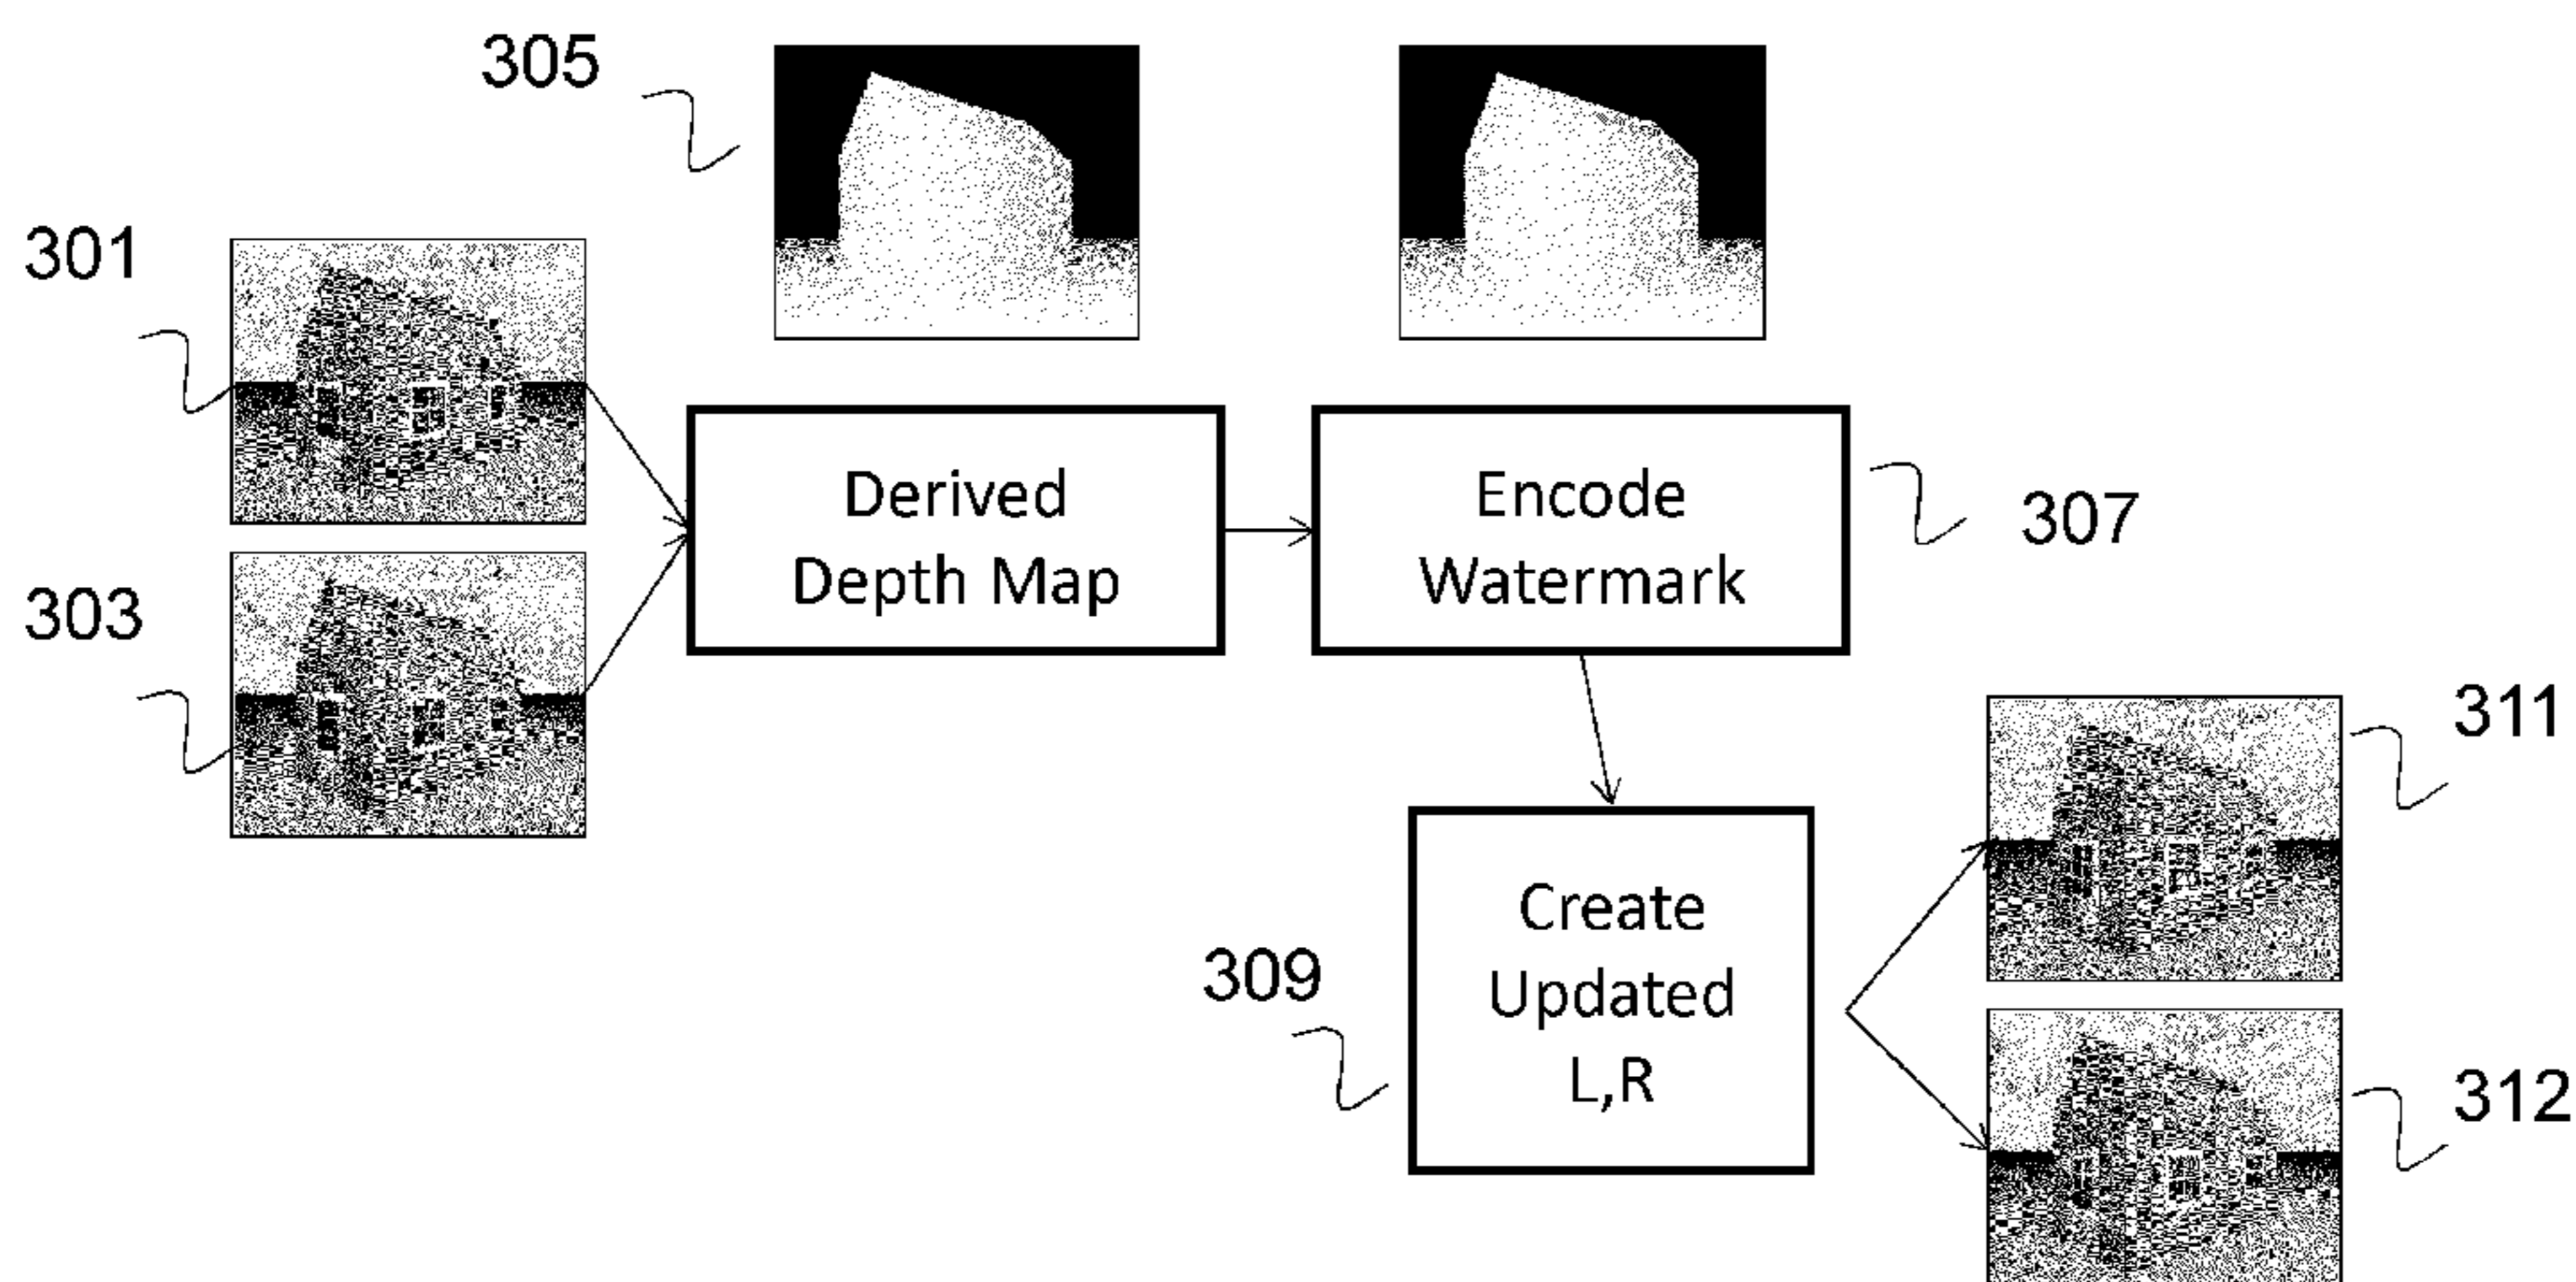 305
301
303
Derived
Depth Map
Encode
Watermark
307
309
Create
Updated
L,R
311
312